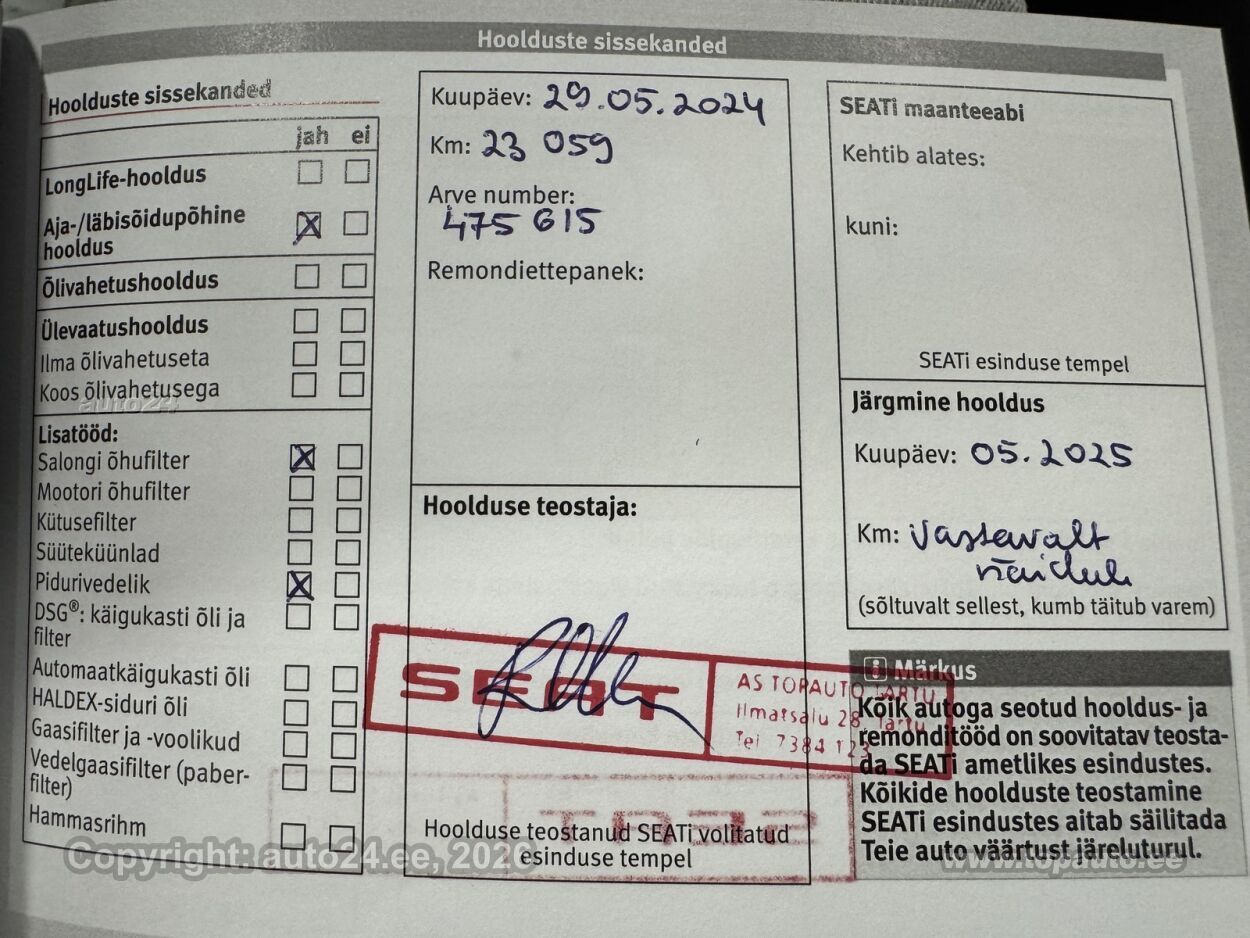 Hoolduste sissekanded
Hoolduste sissekanded
jah ei
LongLife-hooldus
Aja-/läbisõidupõhine
hooldus
Õlivahetushooldus
Ülevaatushooldus
Ilma õlivahetuseta
Koos õlivahetusega
auto24
Lisatööd:
Salongi õhufilter
Mootori õhufilter
Kütusefilter
Süüteküünlad
Pidurivedelik
DSG®: käigukasti õli ja
filter
Automaatkäigukasti õli
HALDEX-siduri õli
Gaasifilter ja -voolikud
Vedelgaasifilter (paber-
filter)
Hammasrihm
Kuupäev: 29.05.2024
Km: 23 059
Arve number:
475 615
Remondiettepanek:
Hoolduse teostaja:
SEAT
AS TOPAUTO TARTU
Ilmatsalu 28 Tartu
Tel 7384 123
SEAT
Hoolduse teostanud SEATi volitatud
esinduse tempel
SEATi maanteeabi
Kehtib alates:
kuni:
SEATi esinduse tempel
Järgmine hooldus
Kuupäev: 05.2025
Km: vastavalt
näidule
(sõltuvalt sellest, kumb täitub varem)
i Märkus
Kõik autoga seotud hooldus- ja
remonditööd on soovitatav teosta-
da SEATi ametlikes esindustes.
Kõikide hoolduste teostamine
SEATi esindustes aitab säilitada
Teie auto väärtust järeluturul.
Copyright: auto24.ee, 2026
www.topauto.ee